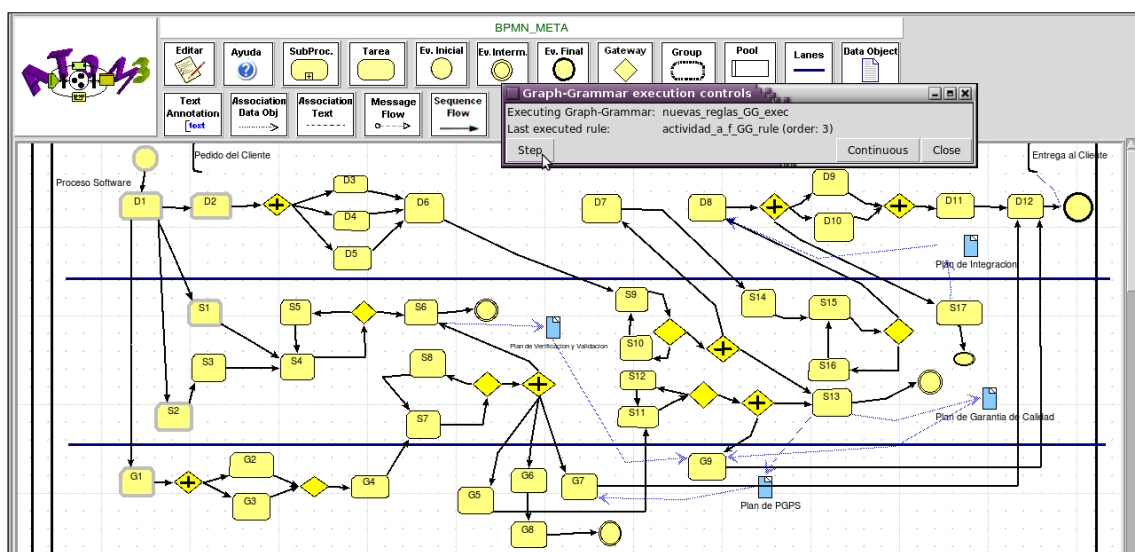 BPMN_META
ATOM3
Editar
Ayuda
SubProc.
Tarea
Ev. Inicial
Ev. Interm.
Ev. Final
Gateway
Group
Pool
Lanes
Data Object
Text
Annotation
text
Association
Data Obj
Association
Text
Message
Flow
Sequence
Flow
Graph-Grammar execution controls
Executing Graph-Grammar: nuevas_reglas_GG_exec
Last executed rule: actividad_a_f_GG_rule (order: 3)
Step
Continuous
Close
Pedido del Cliente
Entrega al Cliente
Proceso Software
D1
D2
D3
D4
D5
D6
D7
D8
D9
D10
D11
D12
Plan de Integracion
S1
S2
S3
S4
S5
S6
Plan de Verificacion y Validacion
S7
S8
S9
S10
S11
S12
S13
S14
S15
S16
S17
Plan de Garantia de Calidad
G1
G2
G3
G4
G5
G6
G7
G8
G9
Plan de PGPS